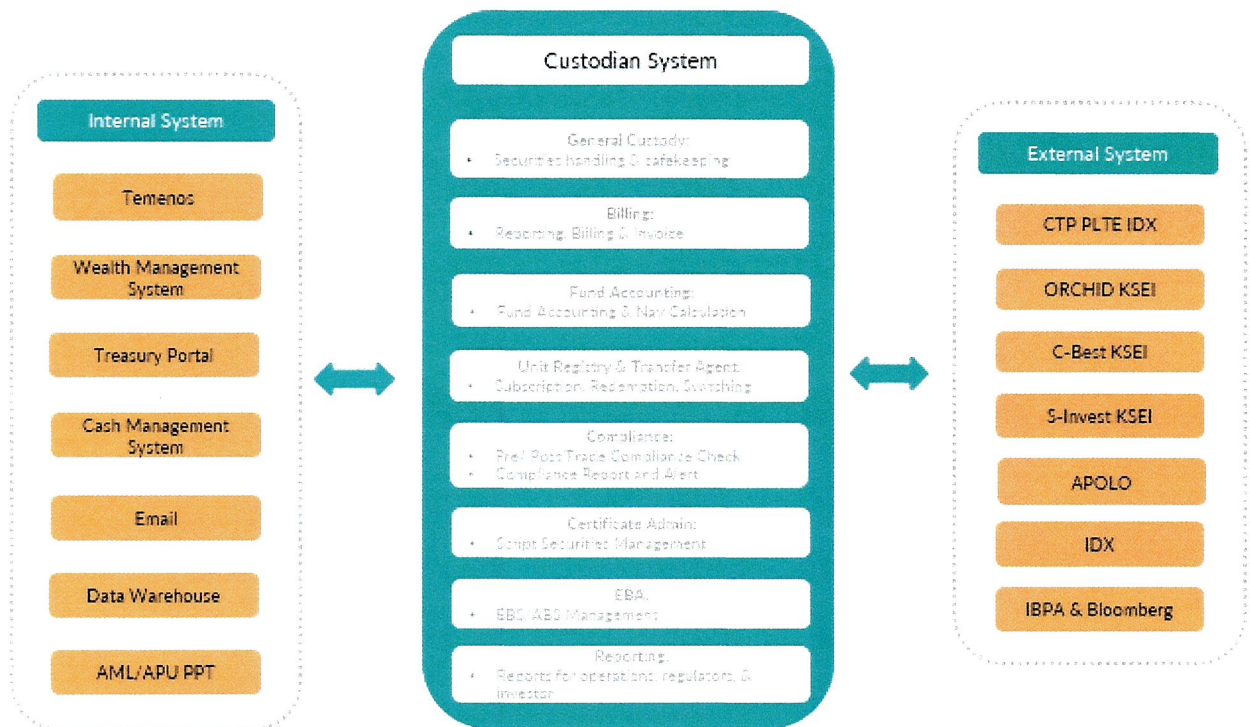 Internal System
Temenos
Wealth Management
System
Treasury Portal
Cash Management
System
Email
Data Warehouse
AML/APU PPT
Custodian System
General Custody:
• Securities handling & safekeeping
Billing:
• Reporting, Billing & Invoice
Fund Accounting:
• Fund Accounting & Nav Calculation
Unit Registry & Transfer Agent:
• Subscription, Redemption, Switching
Compliance:
• Pre/ Post Trade Compliance Check
• Compliance Report and Alert
Certificate Admin:
• Script Securities Management
EBA:
• EBS/ABS Management
Reporting:
• Reports for operations, regulators, &
investor
External System
CTP PLTE IDX
ORCHID KSEI
C-Best KSEI
S-Invest KSEI
APOLO
IDX
IBPA & Bloomberg